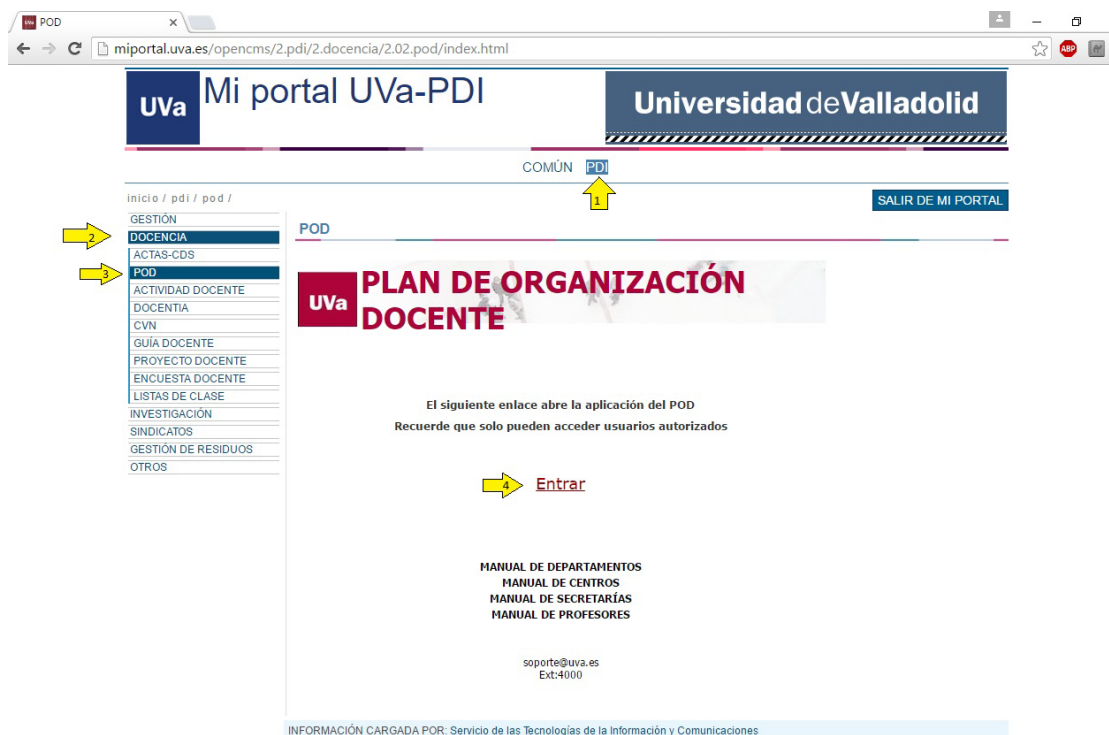 POD
miportal.uva.es/opencms/2.pdi/2.docencia/2.02.pod/index.html
ABP
UVa
Mi portal UVa-PDI
Universidad deValladolid
COMÚN PDI
1
inicio / pdi / pod /
SALIR DE MI PORTAL
GESTIÓN
2
DOCENCIA
ACTAS-CDS
3
POD
ACTIVIDAD DOCENTE
DOCENTIA
CVN
GUÍA DOCENTE
PROYECTO DOCENTE
ENCUESTA DOCENTE
LISTAS DE CLASE
INVESTIGACIÓN
SINDICATOS
GESTIÓN DE RESIDUOS
OTROS
POD
UVa
PLAN DE ORGANIZACIÓN
DOCENTE
El siguiente enlace abre la aplicación del POD
Recuerde que solo pueden acceder usuarios autorizados
4
Entrar
MANUAL DE DEPARTAMENTOS
MANUAL DE CENTROS
MANUAL DE SECRETARÍAS
MANUAL DE PROFESORES
soporte@uva.es
Ext:4000
INFORMACIÓN CARGADA POR: Servicio de las Tecnologías de la Información y Comunicaciones